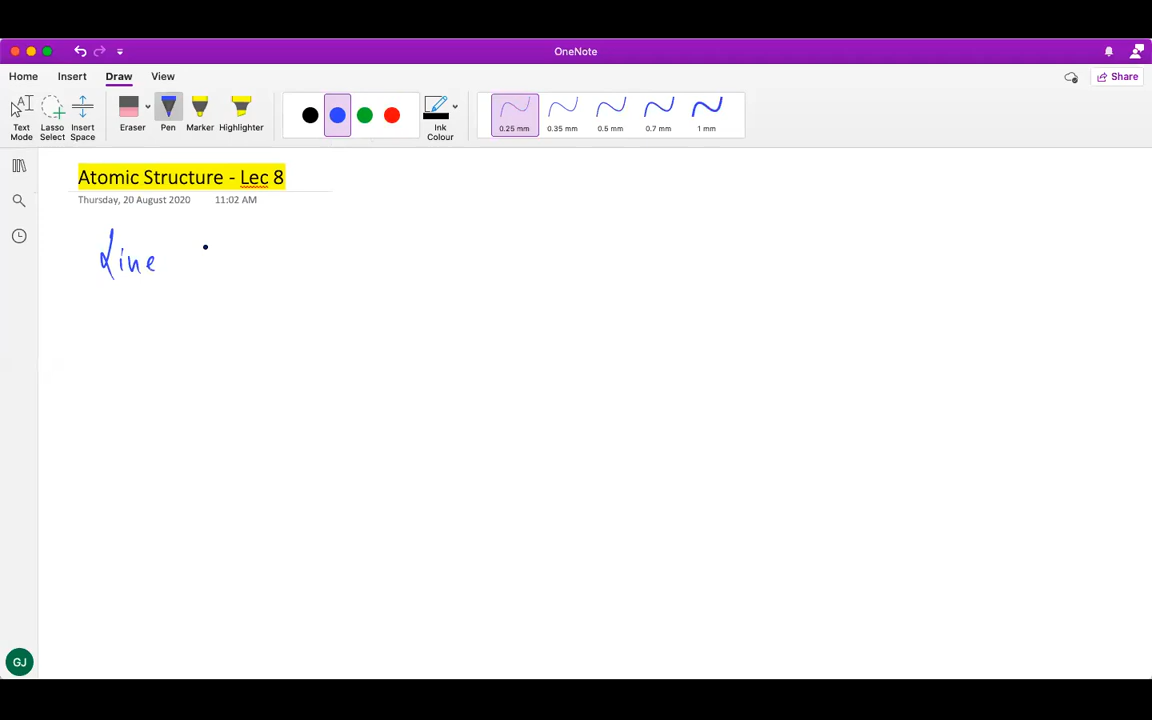 OneNote
Home Insert Draw View
Share
Text Mode
Lasso Select
Insert Space
Eraser
Pen
Marker
Highlighter
Ink Colour
0.25 mm
0.35 mm
0.5 mm
0.7 mm
1 mm
Atomic Structure - Lec 8
Thursday, 20 August 2020 11:02 AM
Line
GJ